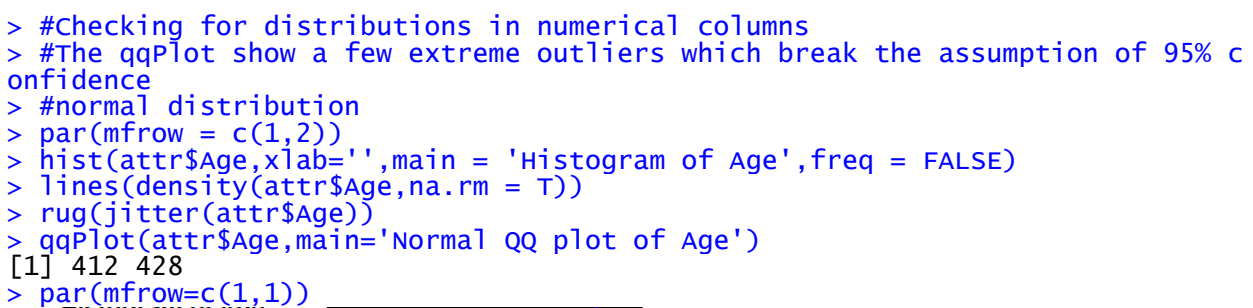 > #Checking for distributions in numerical columns
> #The qqPlot show a few extreme outliers which break the assumption of 95% c
onfidence
> #normal distribution
> par(mfrow = c(1,2))
> hist(attr$Age,xlab='',main = 'Histogram of Age',freq = FALSE)
> lines(density(attr$Age,na.rm = T))
> rug(jitter(attr$Age))
> qqPlot(attr$Age,main='Normal QQ plot of Age')
[1] 412 428
> par(mfrow=c(1,1))